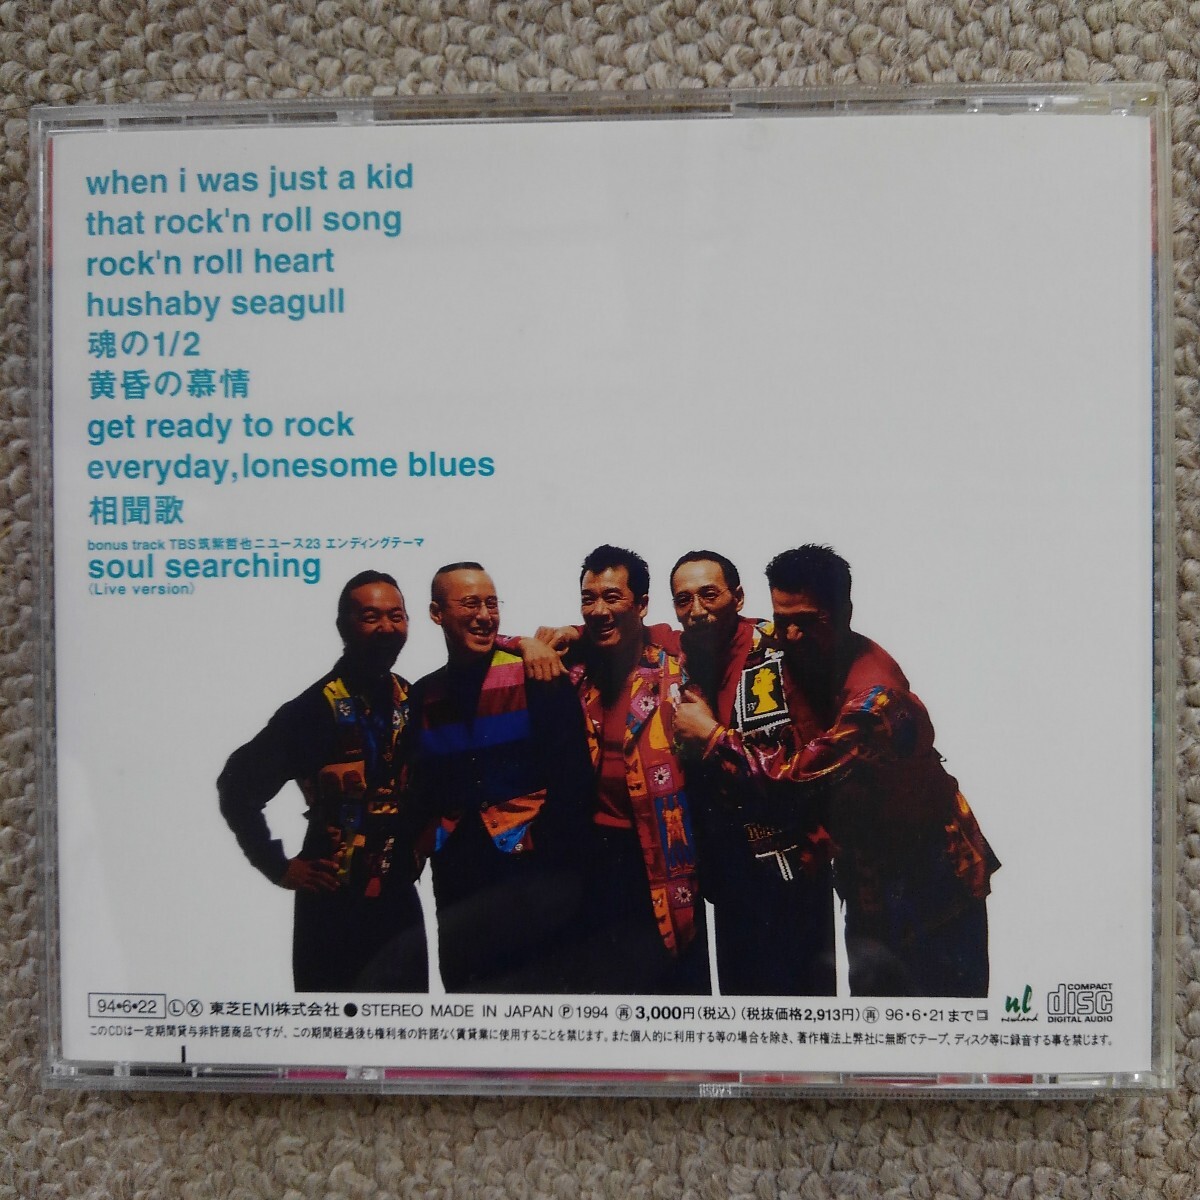 when i was just a kid
that rock'n roll song
rock'n roll heart
hushaby seagull
魂の1/2
黄昏の慕情
get ready to rock
everyday,lonesome blues
相聞歌
bonus track TBS筑紫哲也ニュース23 エンディングテーマ
soul searching
〈Live version〉
33P
94•6•22 Ⓛ Ⓧ 東芝EMI株式会社 ● STEREO MADE IN JAPAN Ⓟ 1994 再 3,000円(税込) (税抜価格2,913円) 再 96・6・21まで
nl newland
COMPACT disc DIGITAL AUDIO
このCDは一定期間貸与非許諾商品ですが、この期間経過後も権利者の許諾なく賃貸業に使用することを禁じます。また個人的に利用する等の場合を除き、著作権法上弊社に無断でテープ、ディスク等に録音する事を禁じます。